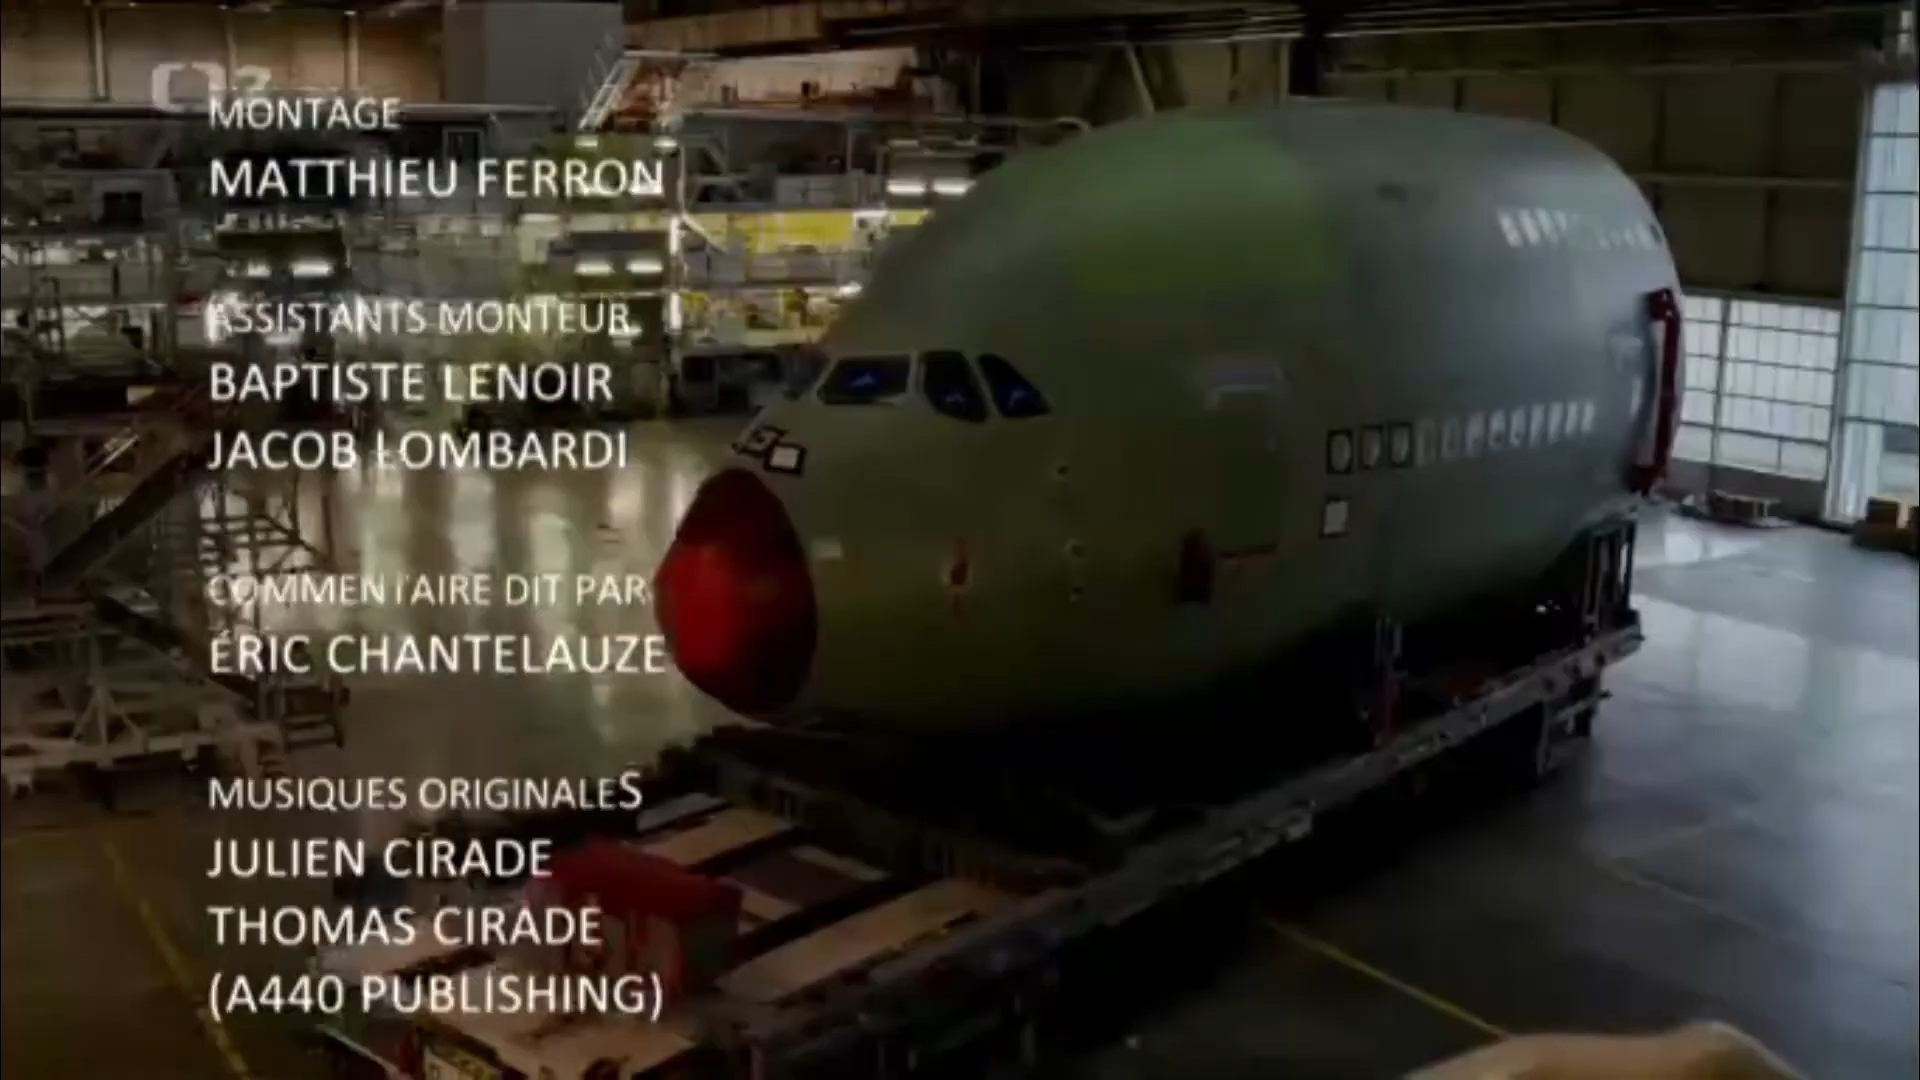 MONTAGE
MATTHIEU FERRON
ASSISTANTS MONTEUR
BAPTISTE LENOIR
JACOB LOMBARDI
COMMENTAIRE DIT PAR
ÉRIC CHANTELAUZE
MUSIQUES ORIGINALES
JULIEN CIRADE
THOMAS CIRADE
(A440 PUBLISHING)